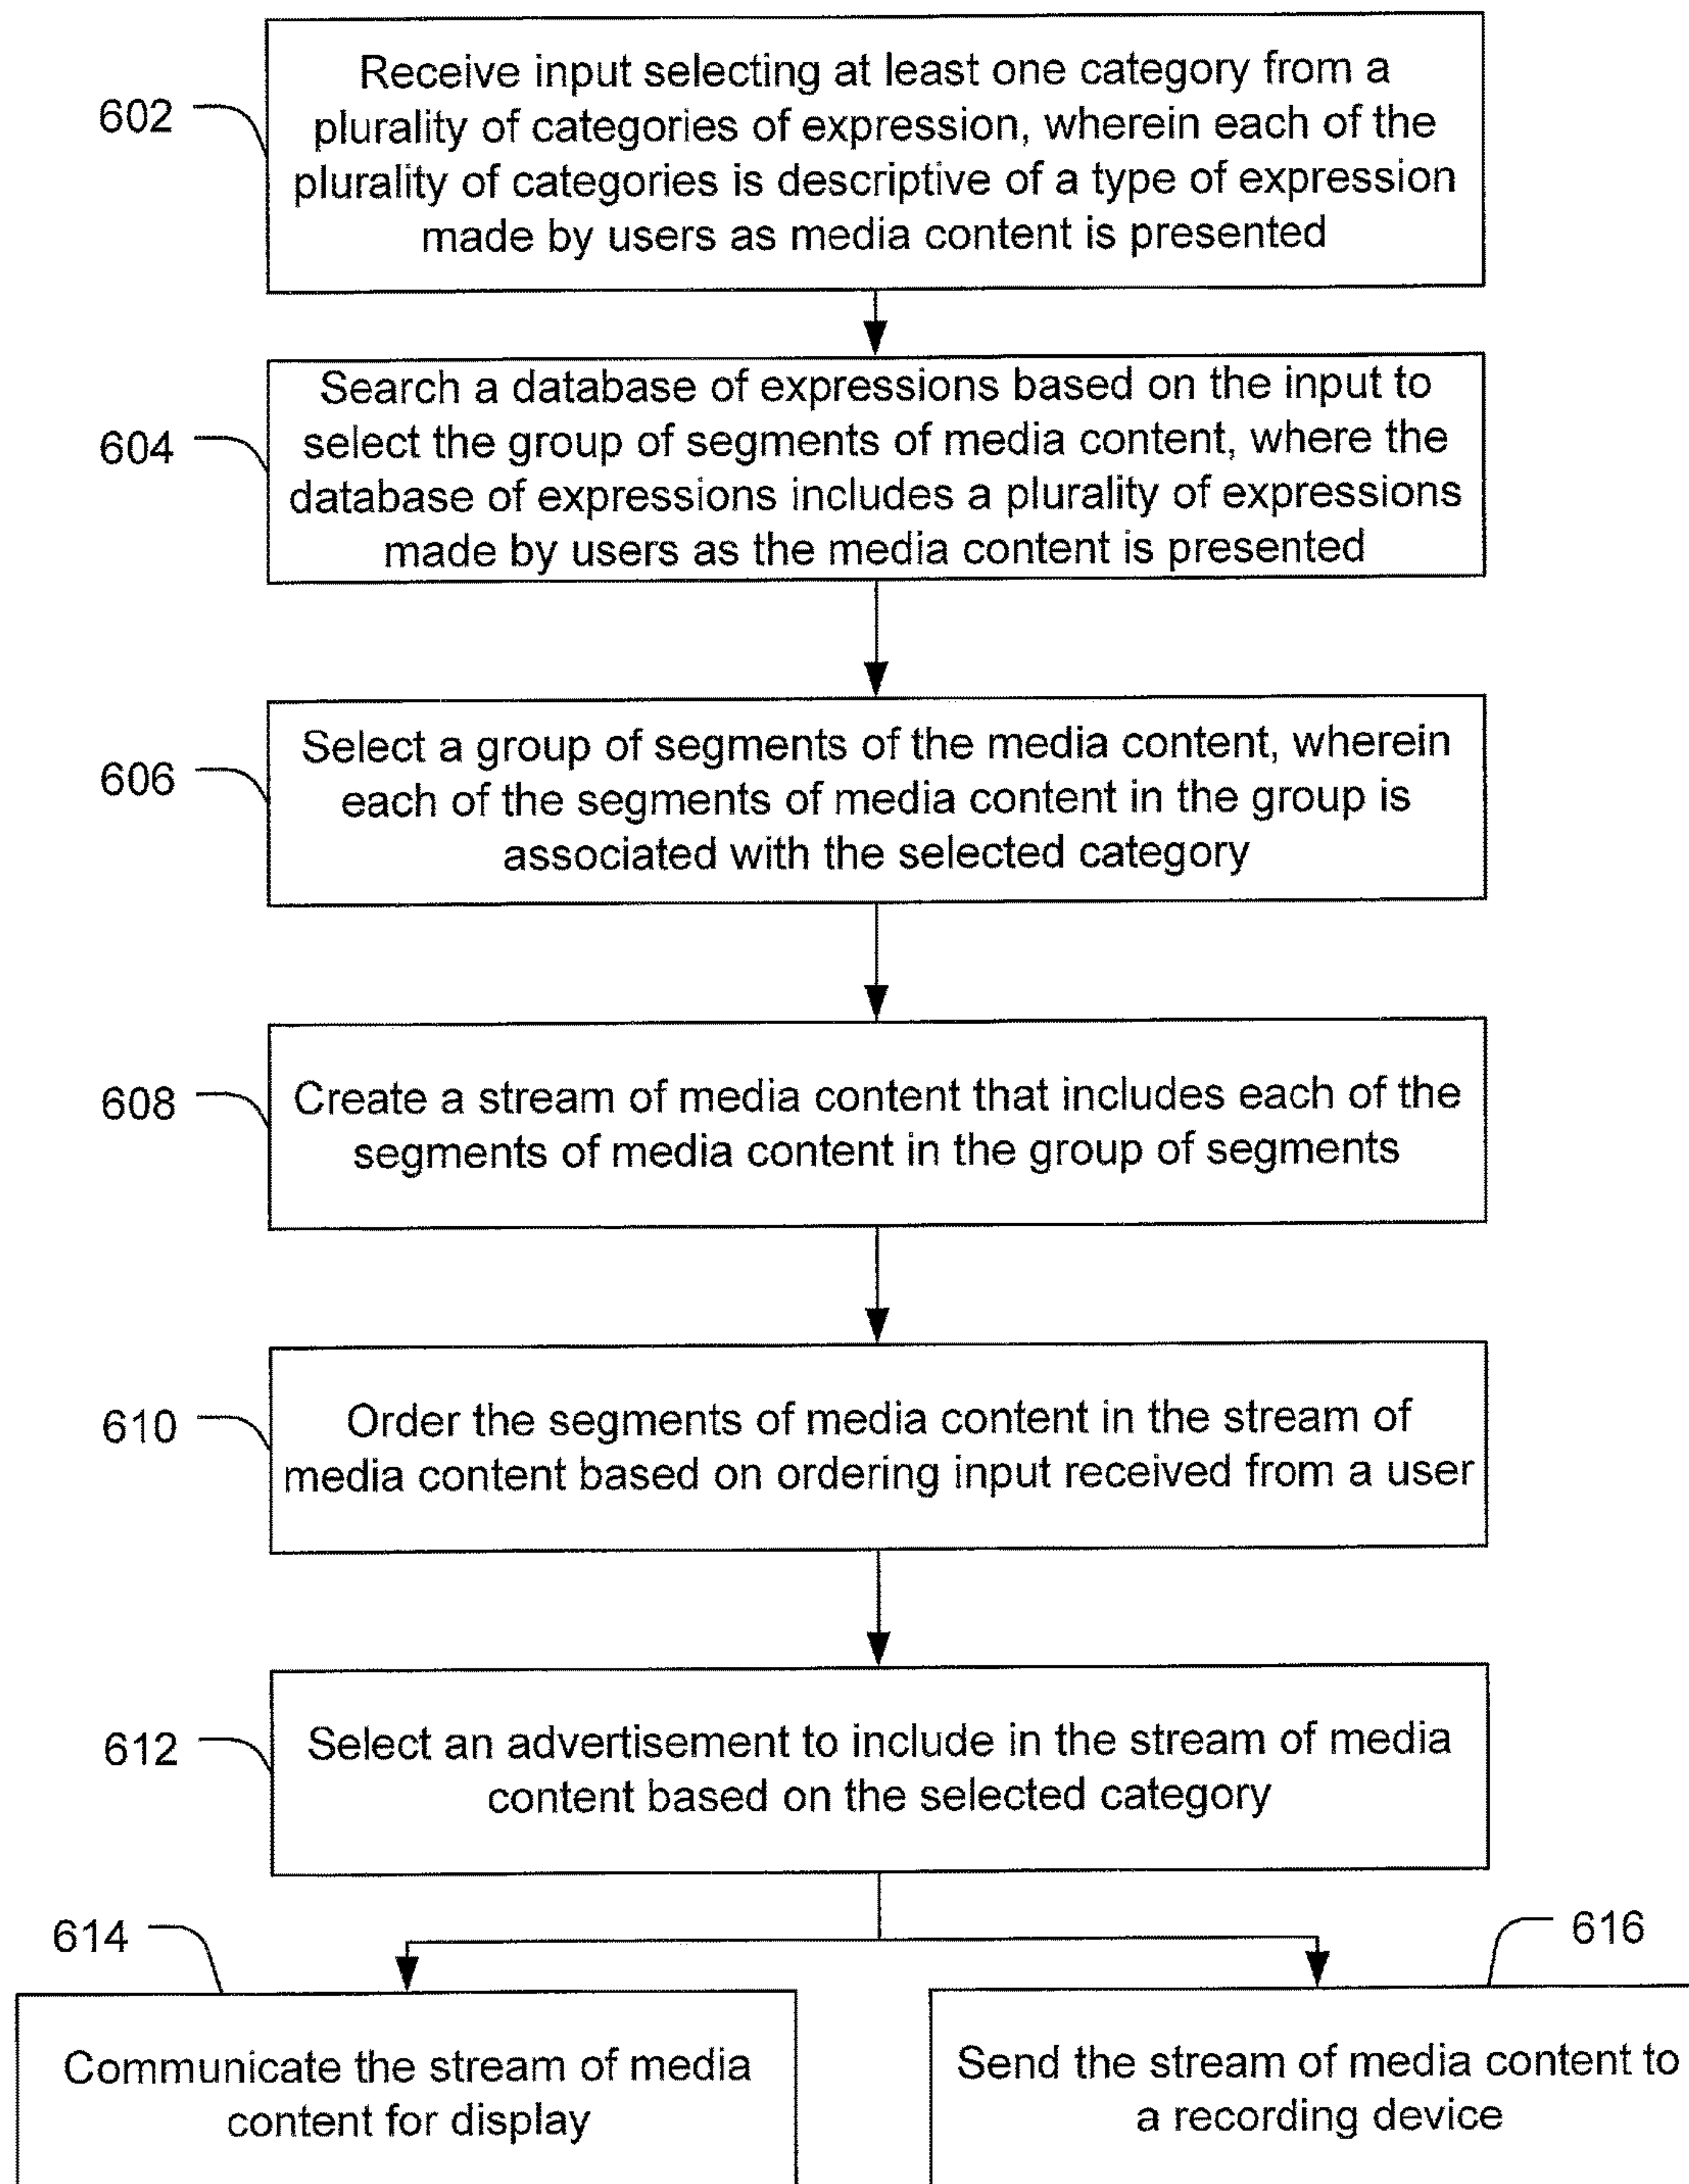 602
Receive input selecting at least one category from a
plurality of categories of expression, wherein each of the
plurality of categories is descriptive of a type of expression
made by users as media content is presented
604
Search a database of expressions based on the input to
select the group of segments of media content, where the
database of expressions includes a plurality of expressions
made by users as the media content is presented
606
Select a group of segments of the media content, wherein
each of the segments of media content in the group is
associated with the selected category
608
Create a stream of media content that includes each of the
segments of media content in the group of segments
610
Order the segments of media content in the stream of
media content based on ordering input received from a user
612
Select an advertisement to include in the stream of media
content based on the selected category
614
Communicate the stream of media
content for display
616
Send the stream of media content to
a recording device